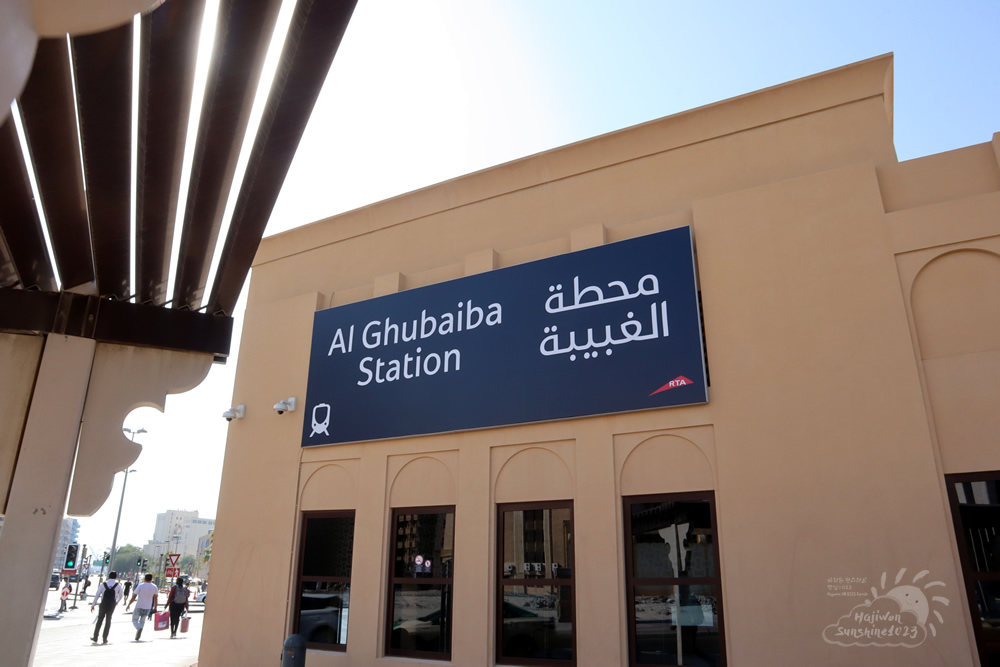 Al Ghubaiba
Station
محطة
الغبيبة
RTA
Hajiwon
Sunshine1023